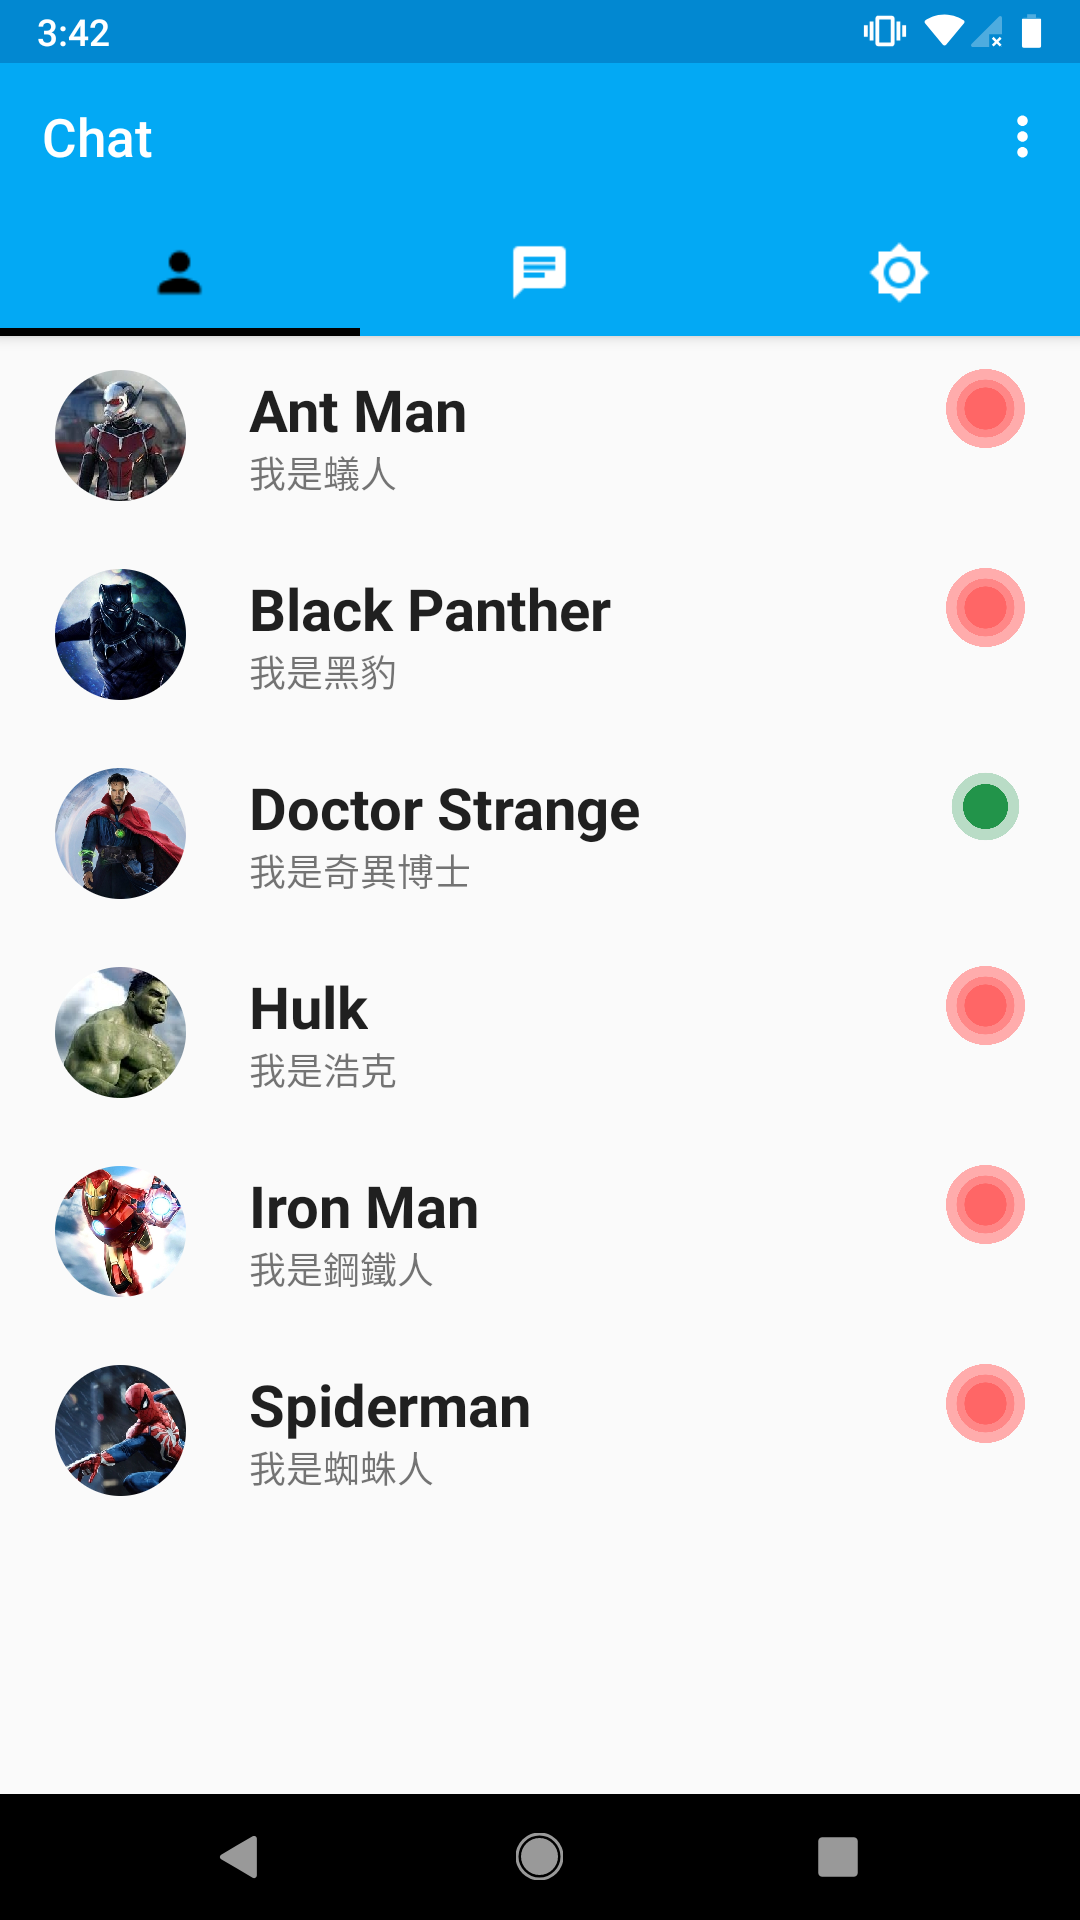 3:42
Chat
Ant Man
我是蟻人
Black Panther
我是黑豹
Doctor Strange
我是奇異博士
Hulk
我是浩克
Iron Man
我是鋼鐵人
Spiderman
我是蜘蛛人